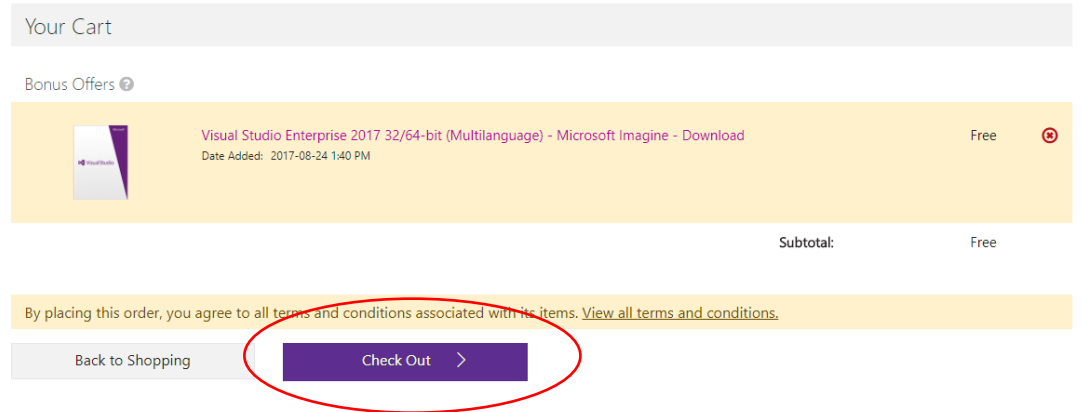 Your Cart
Bonus Offers
Visual Studio Enterprise 2017 32/64-bit (Multilanguage) - Microsoft Imagine - Download
Free
Date Added: 2017-08-24 1:40 PM
Visual Studio
Subtotal:
Free
By placing this order, you agree to all terms and conditions associated with its items. View all terms and conditions.
Back to Shopping
Check Out